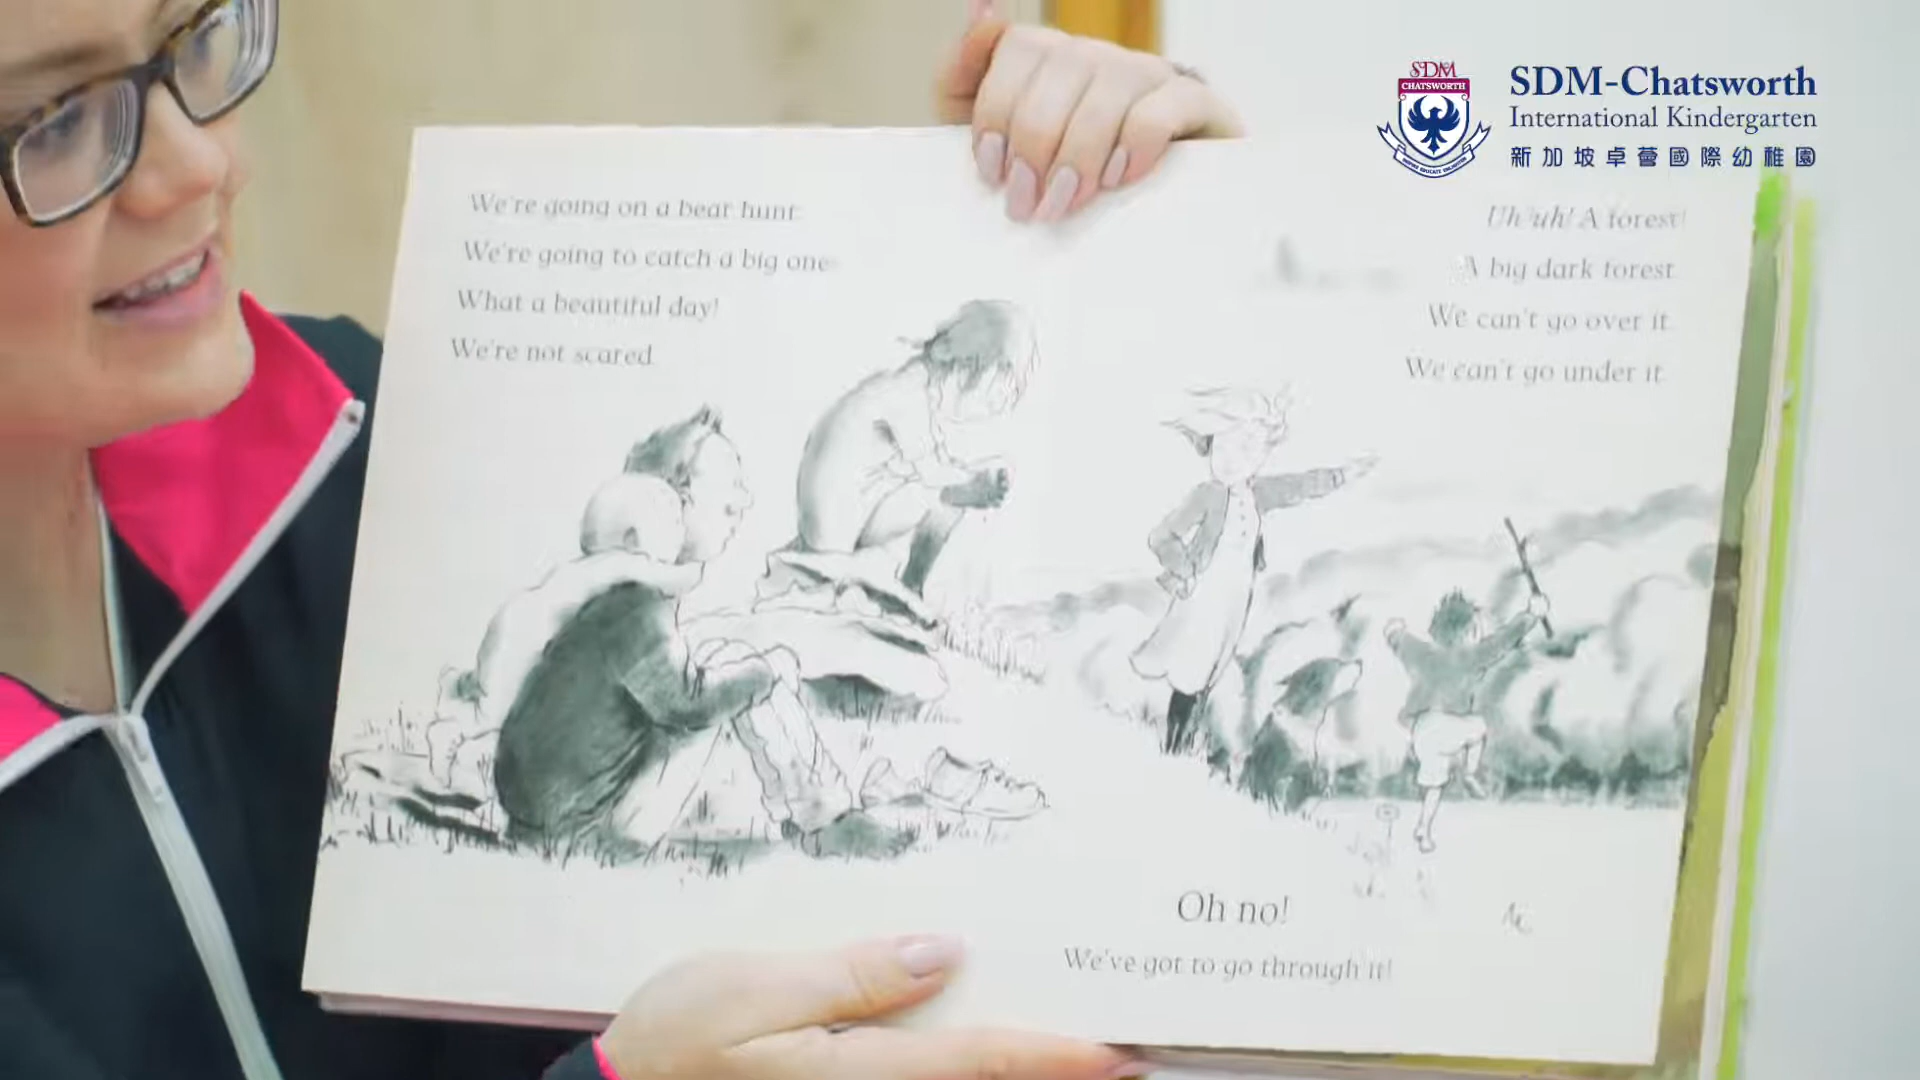 We're going on a bear hunt.
We're going to catch a big one.
What a beautiful day!
We're not scared.
Uh-uh! A forest!
A big dark forest.
We can't go over it.
We can't go under it.
Oh no!
We've got to go through it!
SDM
CHATSWORTH
SDM-Chatsworth
International Kindergarten
新加坡卓薈國際幼稚園